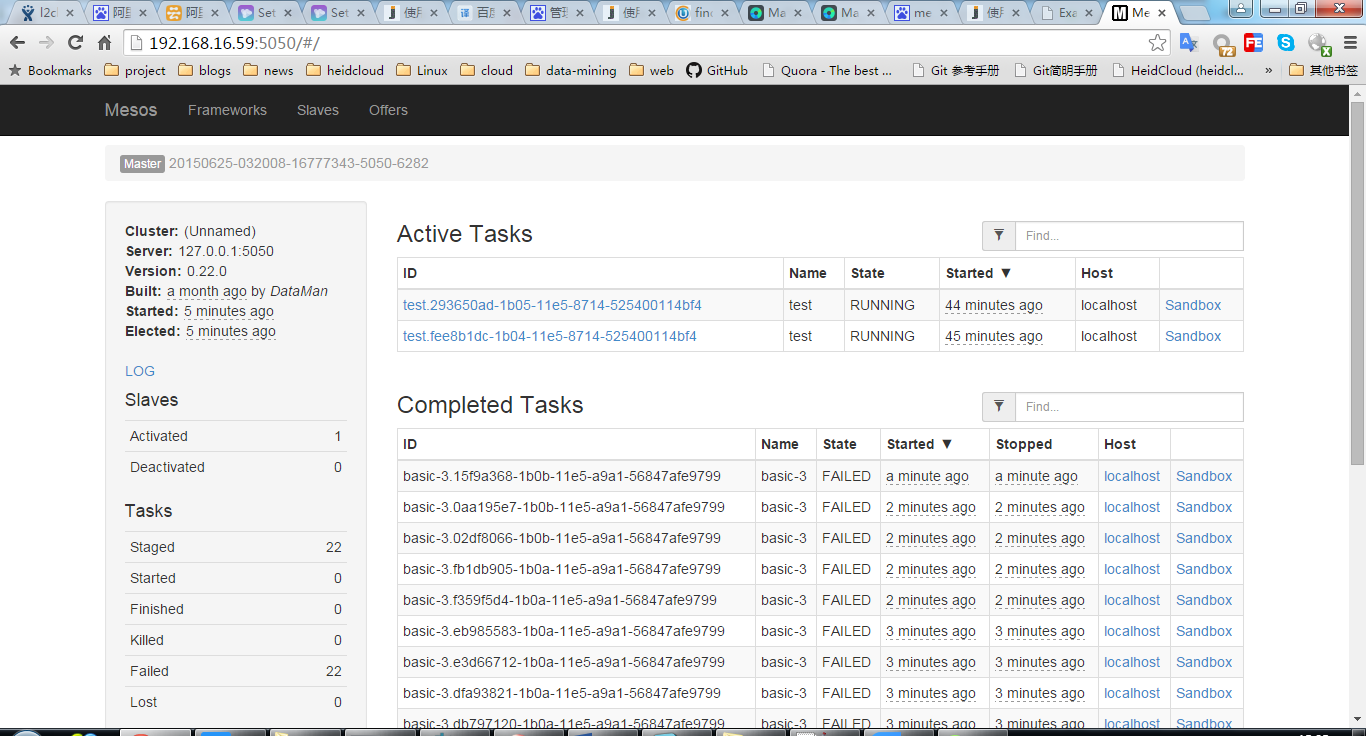 l2cl 阿里 阿里 Set Set 使用 百度 管理 使用 finc Ma Ma me 使用 Exa Me
192.168.16.59:5050/#/
Bookmarks project blogs news heidcloud Linux cloud data-mining web GitHub Quora - The best ... Git 参考手册 Git简明手册 HeidCloud (heidcl... » 其他书签
Mesos Frameworks Slaves Offers
Master 20150625-032008-16777343-5050-6282
Cluster: (Unnamed)
Server: 127.0.0.1:5050
Version: 0.22.0
Built: a month ago by DataMan
Started: 5 minutes ago
Elected: 5 minutes ago
LOG
Slaves
Activated 1
Deactivated 0
Tasks
Staged 22
Started 0
Finished 0
Killed 0
Failed 22
Lost 0
Active Tasks
Find...
ID Name State Started ▼ Host
test.293650ad-1b05-11e5-8714-525400114bf4 test RUNNING 44 minutes ago localhost Sandbox
test.fee8b1dc-1b04-11e5-8714-525400114bf4 test RUNNING 45 minutes ago localhost Sandbox
Completed Tasks
Find...
ID Name State Started ▼ Stopped Host
basic-3.15f9a368-1b0b-11e5-a9a1-56847afe9799 basic-3 FAILED a minute ago a minute ago localhost Sandbox
basic-3.0aa195e7-1b0b-11e5-a9a1-56847afe9799 basic-3 FAILED 2 minutes ago 2 minutes ago localhost Sandbox
basic-3.02df8066-1b0b-11e5-a9a1-56847afe9799 basic-3 FAILED 2 minutes ago 2 minutes ago localhost Sandbox
basic-3.fb1db905-1b0a-11e5-a9a1-56847afe9799 basic-3 FAILED 2 minutes ago 2 minutes ago localhost Sandbox
basic-3.f359f5d4-1b0a-11e5-a9a1-56847afe9799 basic-3 FAILED 2 minutes ago 2 minutes ago localhost Sandbox
basic-3.eb985583-1b0a-11e5-a9a1-56847afe9799 basic-3 FAILED 3 minutes ago 3 minutes ago localhost Sandbox
basic-3.e3d66712-1b0a-11e5-a9a1-56847afe9799 basic-3 FAILED 3 minutes ago 3 minutes ago localhost Sandbox
basic-3.dfa93821-1b0a-11e5-a9a1-56847afe9799 basic-3 FAILED 3 minutes ago 3 minutes ago localhost Sandbox
basic-3.db797120-1b0a-11e5-a9a1-56847afe9799 basic-3 FAILED 3 minutes ago 3 minutes ago localhost Sandbox